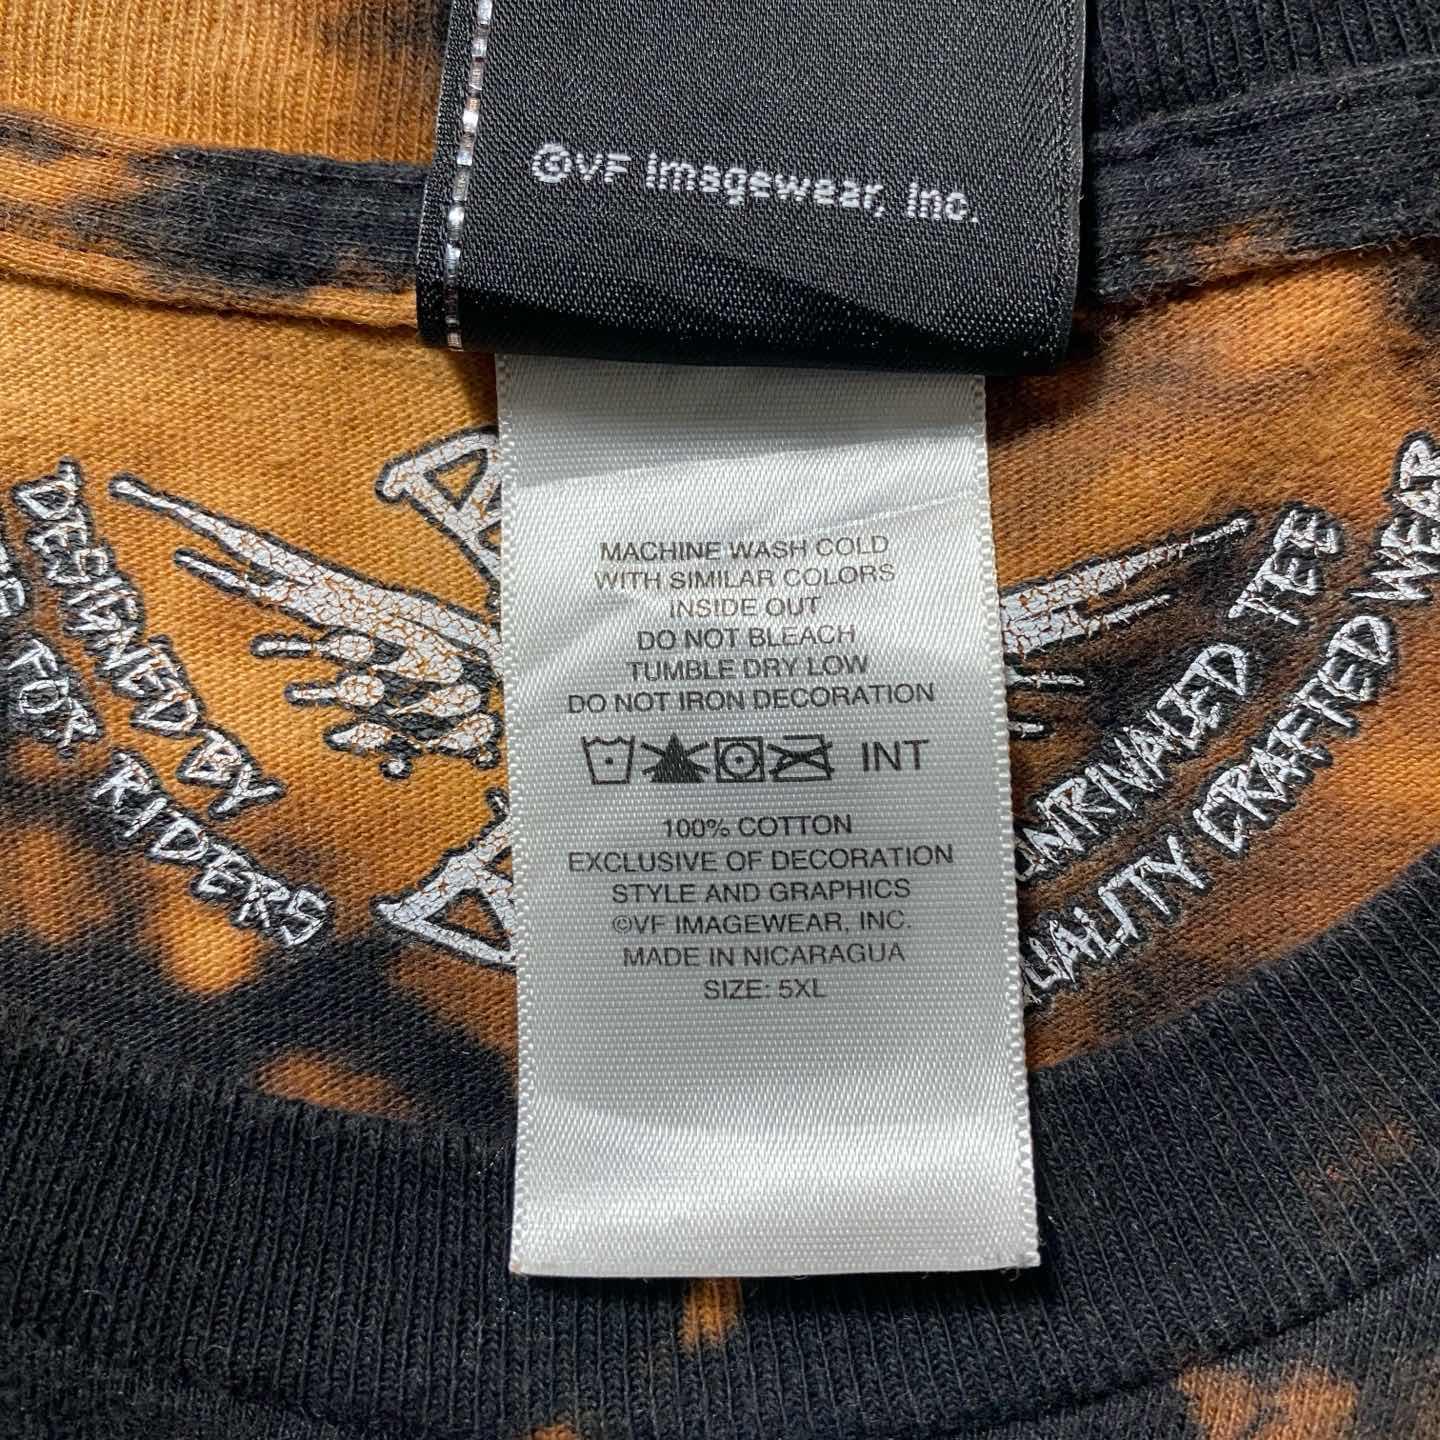 ©VF Imagewear, Inc.
MACHINE WASH COLD
WITH SIMILAR COLORS
INSIDE OUT
DO NOT BLEACH
TUMBLE DRY LOW
DO NOT IRON DECORATION
INT
100% COTTON
EXCLUSIVE OF DECORATION
STYLE AND GRAPHICS
©VF IMAGEWEAR, INC.
MADE IN NICARAGUA
SIZE: 5XL
DESIGNED BY
FOR RIDERS
UNRIVALED TEE
QUALITY CRAFTED WEAR